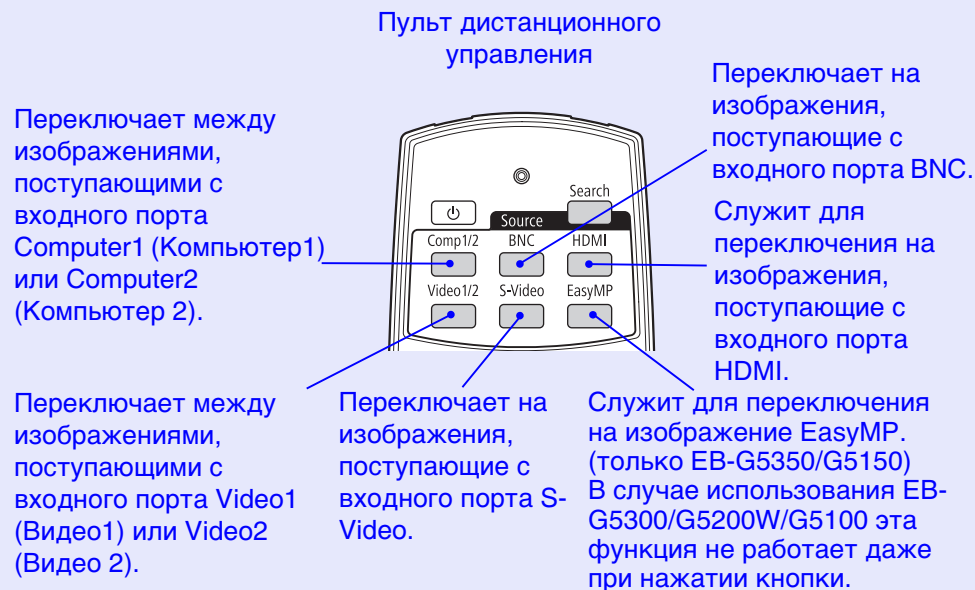 Пульт дистанционного
управления
Переключает между
изображениями,
поступающими с
входного порта
Computer1 (Компьютер1)
или Computer2
(Компьютер 2).
Переключает на
изображения,
поступающие с
входного порта BNC.
Служит для
переключения на
изображения,
поступающие с
входного порта
HDMI.
Search
Source
Comp1/2 BNC HDMI
Video1/2 S-Video EasyMP
Переключает между
изображениями,
поступающими с
входного порта Video1
(Видео1) или Video2
(Видео 2).
Переключает на
изображения,
поступающие с
входного порта S-
Video.
Служит для переключения
на изображение EasyMP.
(только EB-G5350/G5150)
В случае использования EB-
G5300/G5200W/G5100 эта
функция не работает даже
при нажатии кнопки.